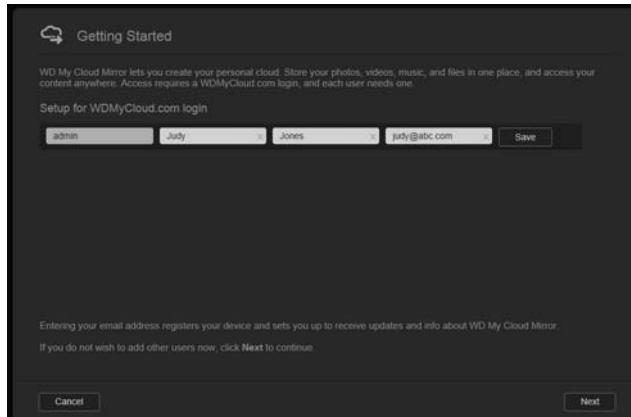 Getting Started
WD My Cloud Mirror lets you create your personal cloud. Store your photos, videos, music, and files in one place, and access your
content anywhere. Access requires a WDMyCloud.com login, and each user needs one.
Setup for WDMyCloud.com login
admin Judy x Jones x judy@abc.com x Save
Entering your email address registers your device and sets you up to receive updates and info about WD My Cloud Mirror.
If you do not wish to add other users now, click Next to continue.
Cancel Next